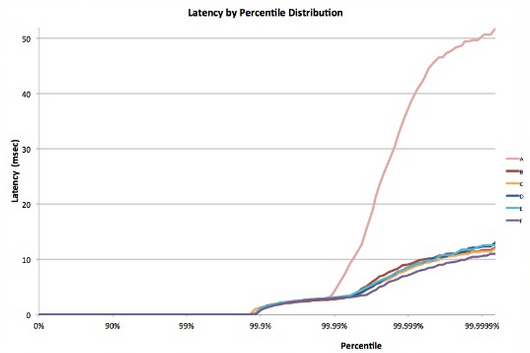 Latency by Percentile Distribution
50
40
30
20
10
0
Latency (msec)
0%
90%
99%
99.9%
99.99%
99.999%
99.9999%
Percentile
A
B
C
D
E
F